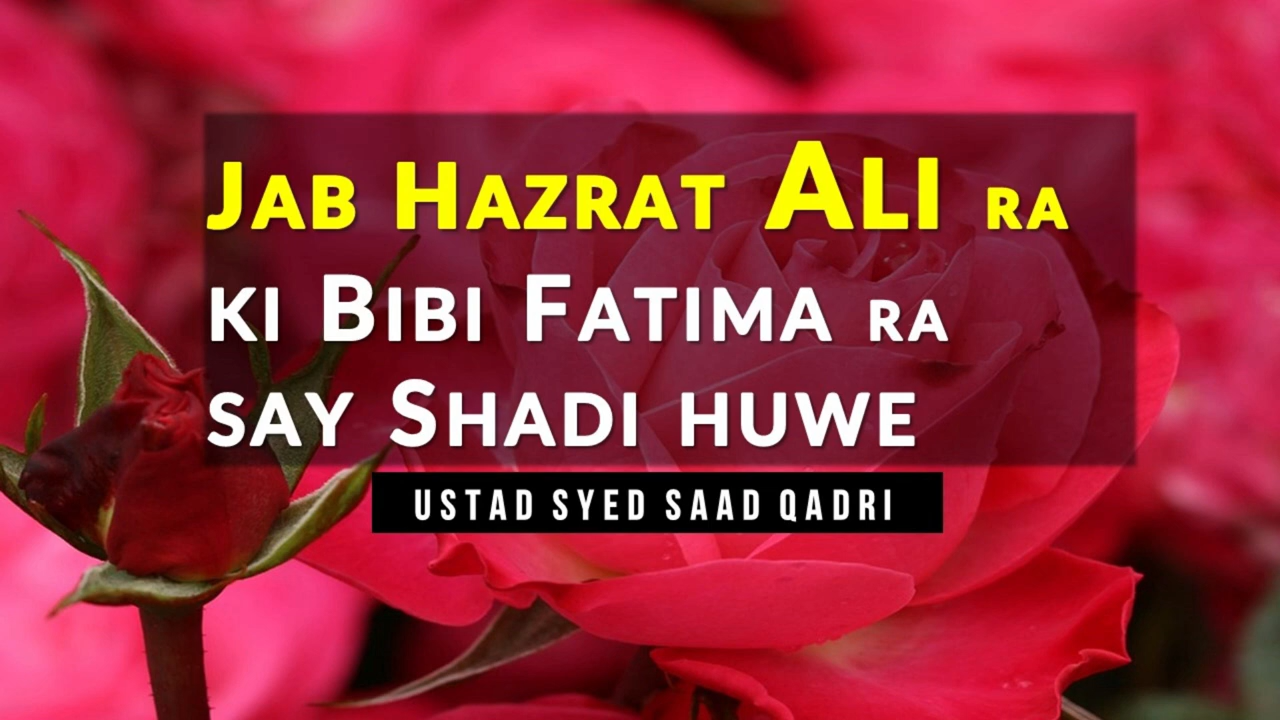 Jab Hazrat Ali ra
ki Bibi Fatima ra
say Shadi huwe
USTAD SYED SAAD QADRI